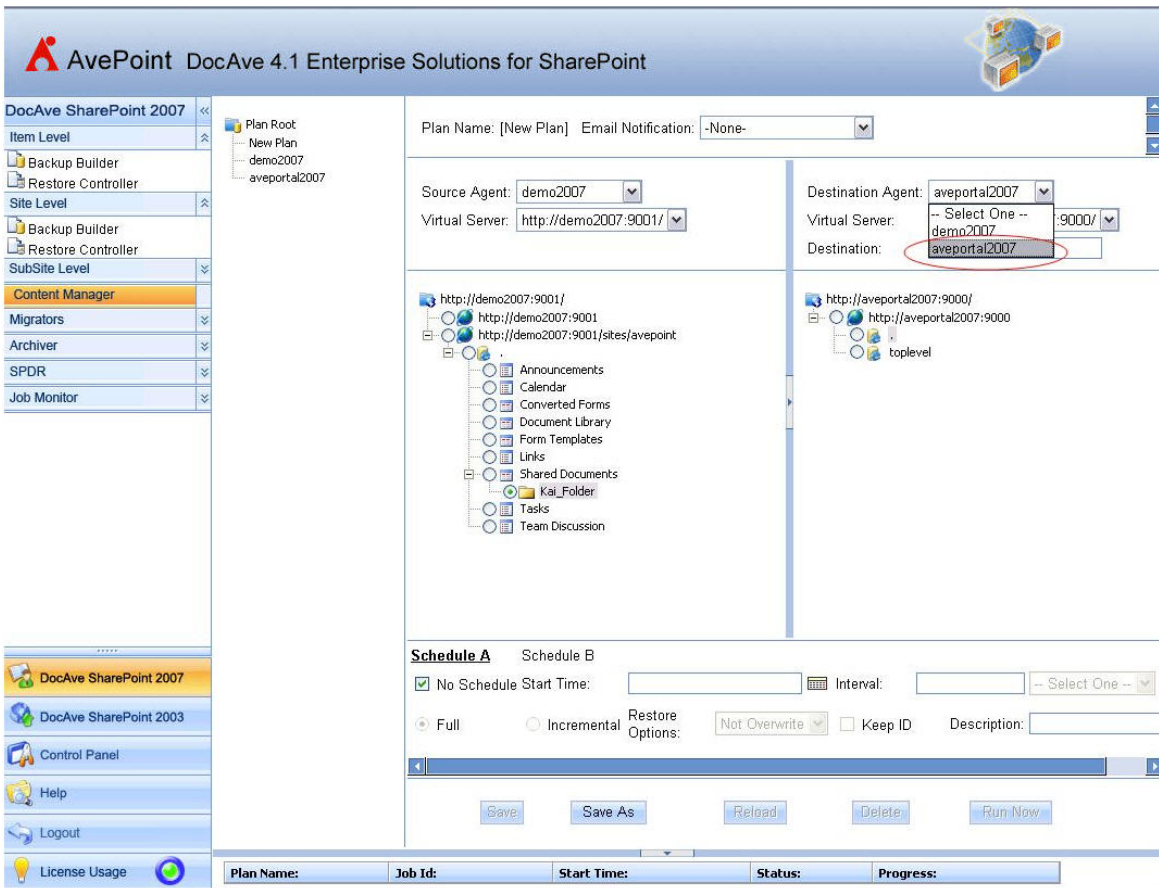 AvePoint DocAve 4.1 Enterprise Solutions for SharePoint
DocAve SharePoint 2007
Item Level
Backup Builder
Restore Controller
Site Level
Backup Builder
Restore Controller
SubSite Level
Content Manager
Migrators
Archiver
SPDR
Job Monitor
DocAve SharePoint 2007
DocAve SharePoint 2003
Control Panel
Help
Logout
License Usage
Plan Root
New Plan
demo2007
aveportal2007
Plan Name: [New Plan] Email Notification: -None-
Source Agent: demo2007
Virtual Server: http://demo2007:9001/
Destination Agent: aveportal2007
-- Select One --
Virtual Server: :9000/
demo2007
Destination: aveportal2007
http://demo2007:9001/
http://demo2007:9001
http://demo2007:9001/sites/avepoint
.
Announcements
Calendar
Converted Forms
Document Library
Form Templates
Links
Shared Documents
Kai_Folder
Tasks
Team Discussion
http://aveportal2007:9000/
http://aveportal2007:9000
.
toplevel
Schedule A Schedule B
No Schedule Start Time: Interval: -- Select One --
Full Incremental Restore Options: Not Overwrite Keep ID Description:
Save Save As Reload Delete Run Now
Plan Name: Job Id: Start Time: Status: Progress: